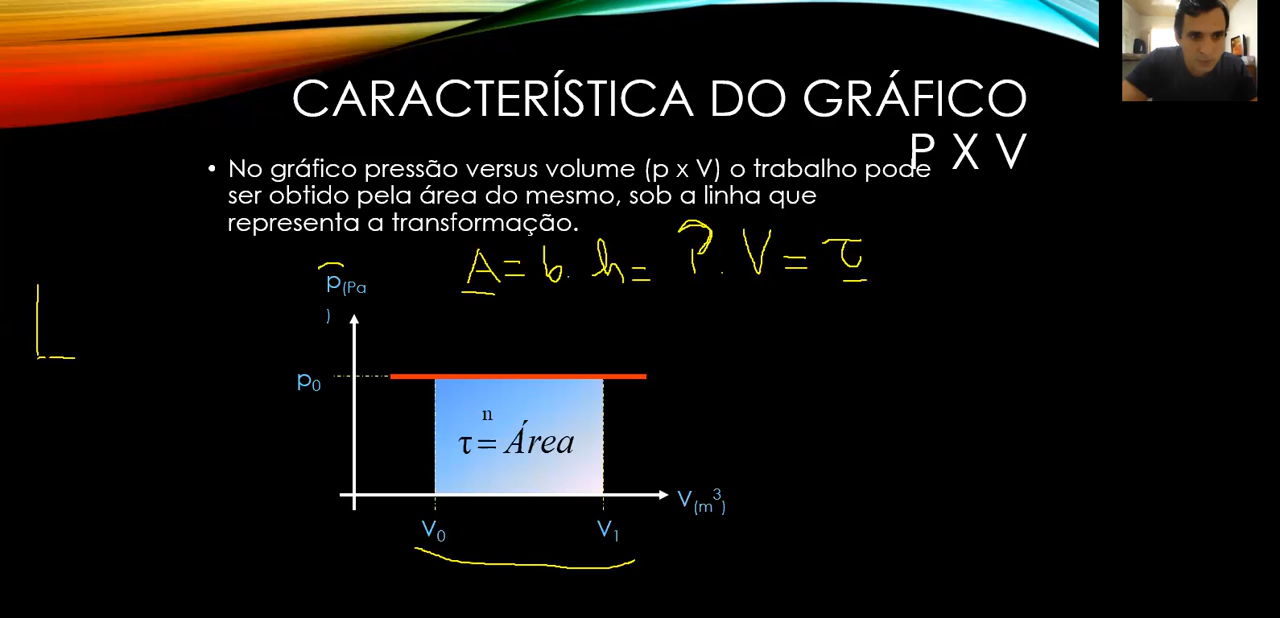 CARACTERÍSTICA DO GRÁFICO
P X V
• No gráfico pressão versus volume (p x V) o trabalho pode
ser obtido pela área do mesmo, sob a linha que
representa a transformação.
A = b. h = P. V = τ
p(Pa
)
p0
n
τ = Área
V(m³)
V0
V1